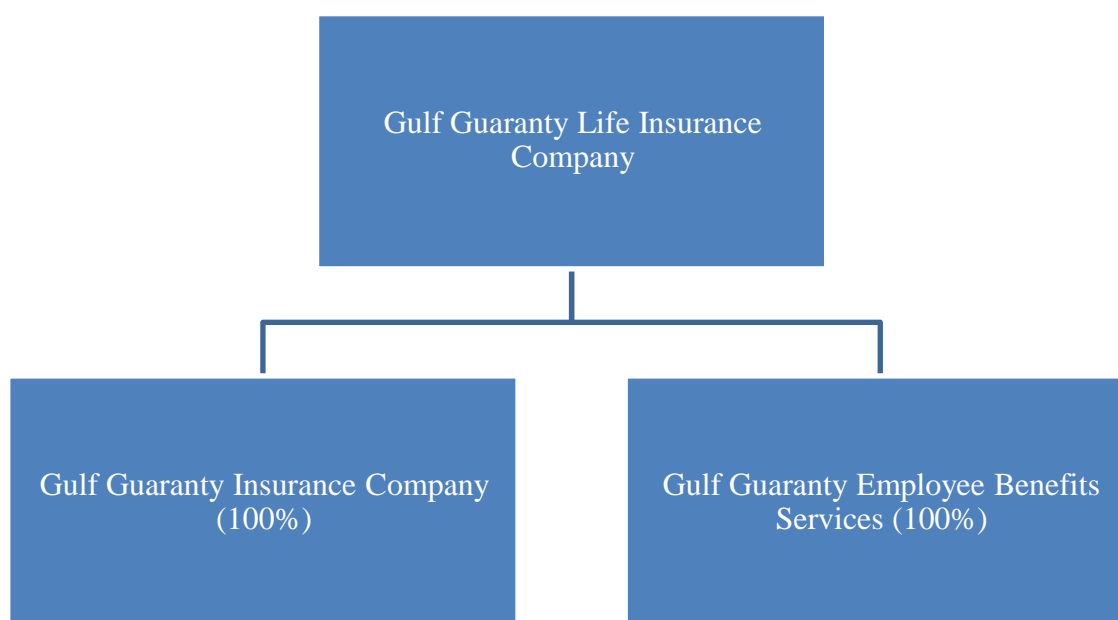 Gulf Guaranty Life Insurance
Company
Gulf Guaranty Insurance Company
(100%)
Gulf Guaranty Employee Benefits
Services (100%)